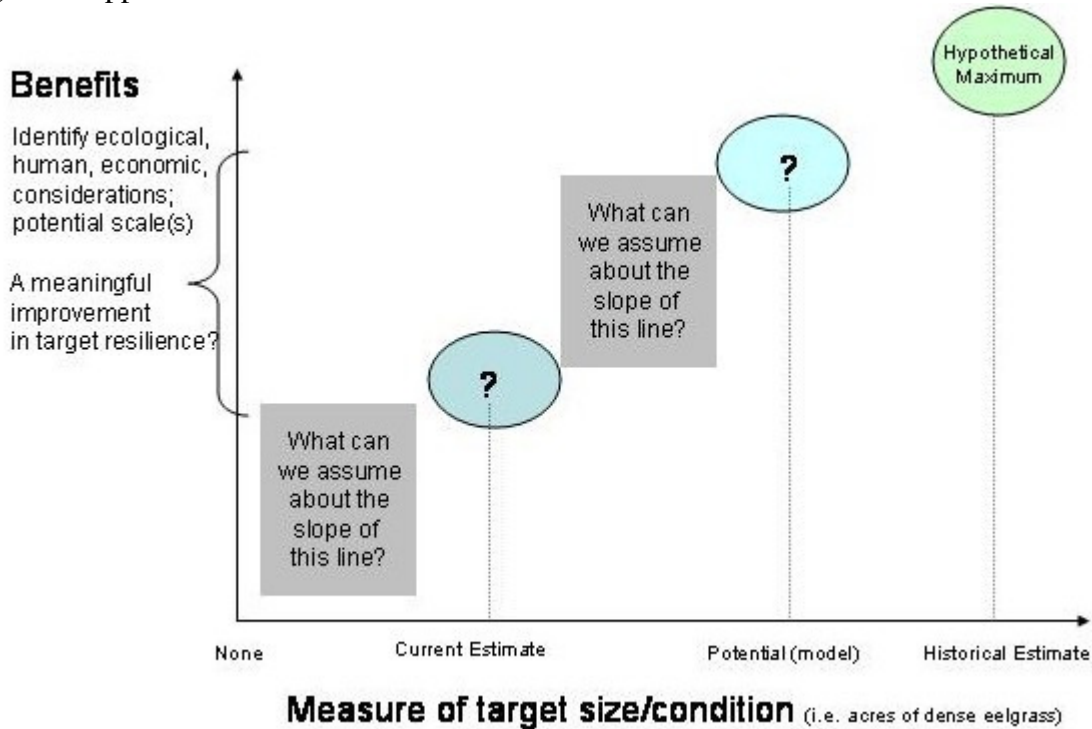 Hypothetical
Maximum
Benefits
Identify ecological,
human, economic,
considerations;
potential scale(s)
A meaningful
improvement
in target resilience?
?
What can
we assume
about the
slope of
this line?
?
What can
we assume
about the
slope of
this line?
None
Current Estimate
Potential (model)
Historical Estimate
Measure of target size/condition (i.e. acres of dense eelgrass)